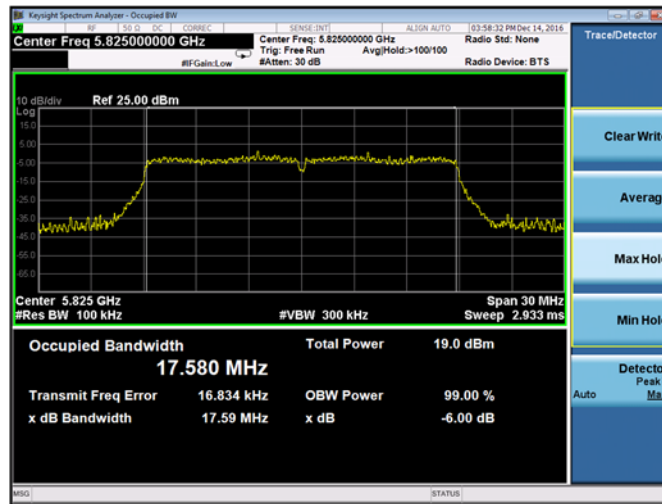 Keysight Spectrum Analyzer - Occupied BW
RF 50 Ω DC CORREC SENSE:INT ALIGN AUTO 03:58:32 PM Dec 14, 2016
Center Freq 5.825000000 GHz
Center Freq: 5.825000000 GHz Radio Std: None
Trig: Free Run Avg|Hold:>100/100
#IFGain:Low #Atten: 30 dB Radio Device: BTS
10 dB/div Ref 25.00 dBm
Log
15.0
5.00
-5.00
-15.0
-25.0
-35.0
-45.0
-55.0
-65.0
Center 5.825 GHz Span 30 MHz
#Res BW 100 kHz #VBW 300 kHz Sweep 2.933 ms
Occupied Bandwidth Total Power 19.0 dBm
17.580 MHz
Transmit Freq Error 16.834 kHz OBW Power 99.00 %
x dB Bandwidth 17.59 MHz x dB -6.00 dB
MSG STATUS
Trace/Detector
Clear Writ
Averag
Max Hol
Min Hol
Detecto
Peak
Auto Ma